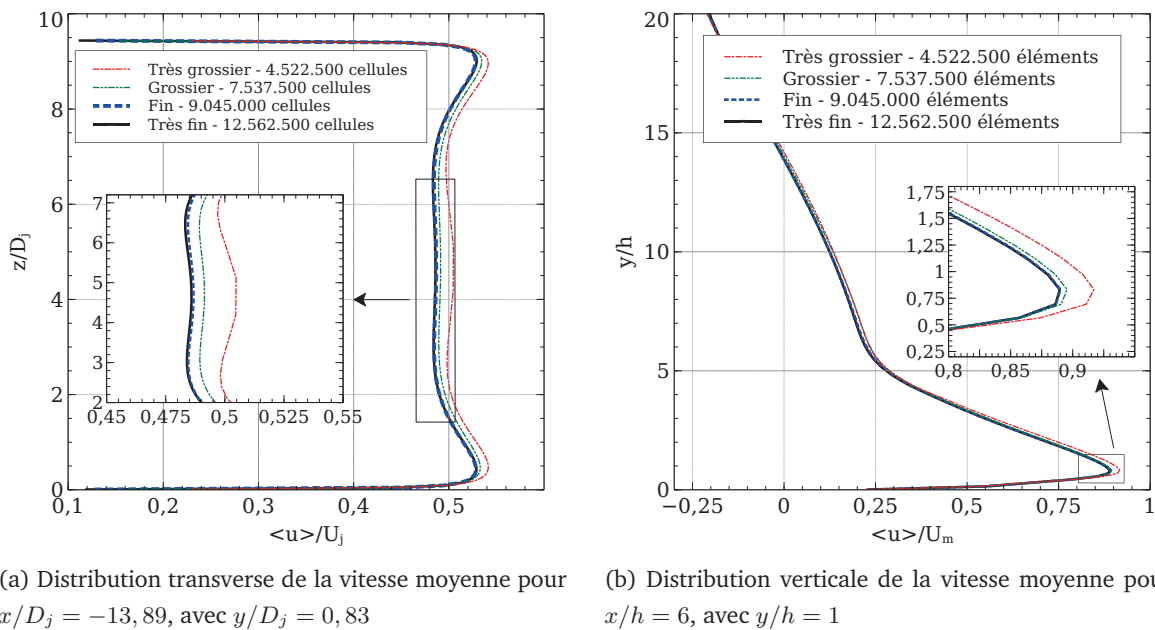 10
8
6
4
2
0
z/D_j
Très grossier - 4.522.500 cellules
Grossier - 7.537.500 cellules
Fin - 9.045.000 cellules
Très fin - 12.562.500 cellules
7
6
5
4
3
2
0,45 0,475 0,5 0,525 0,55
0,1 0,2 0,3 0,4 0,5
<u>/U_j
20
15
10
5
0
y/h
Très grossier - 4.522.500 éléments
Grossier - 7.537.500 éléments
Fin - 9.045.000 éléments
Très fin - 12.562.500 éléments
1,75
1,5
1,25
1
0,75
0,5
0,25
0,8 0,85 0,9
−0,25 0 0,25 0,5 0,75 1
<u>/U_m
(a) Distribution transverse de la vitesse moyenne pour
x/D_j = −13, 89, avec y/D_j = 0, 83
(b) Distribution verticale de la vitesse moyenne pou
x/h = 6, avec y/h = 1